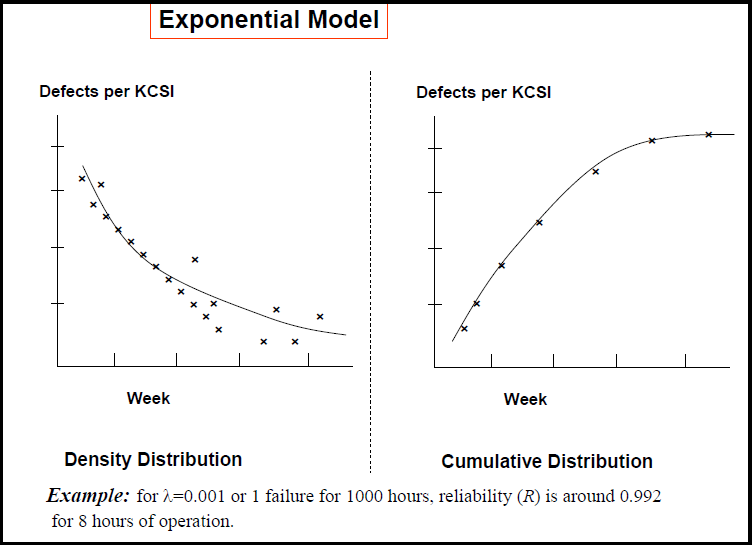 Exponential Model
Defects per KCSI
Week
Density Distribution
Defects per KCSI
Week
Cumulative Distribution
Example: for λ=0.001 or 1 failure for 1000 hours, reliability (R) is around 0.992
for 8 hours of operation.